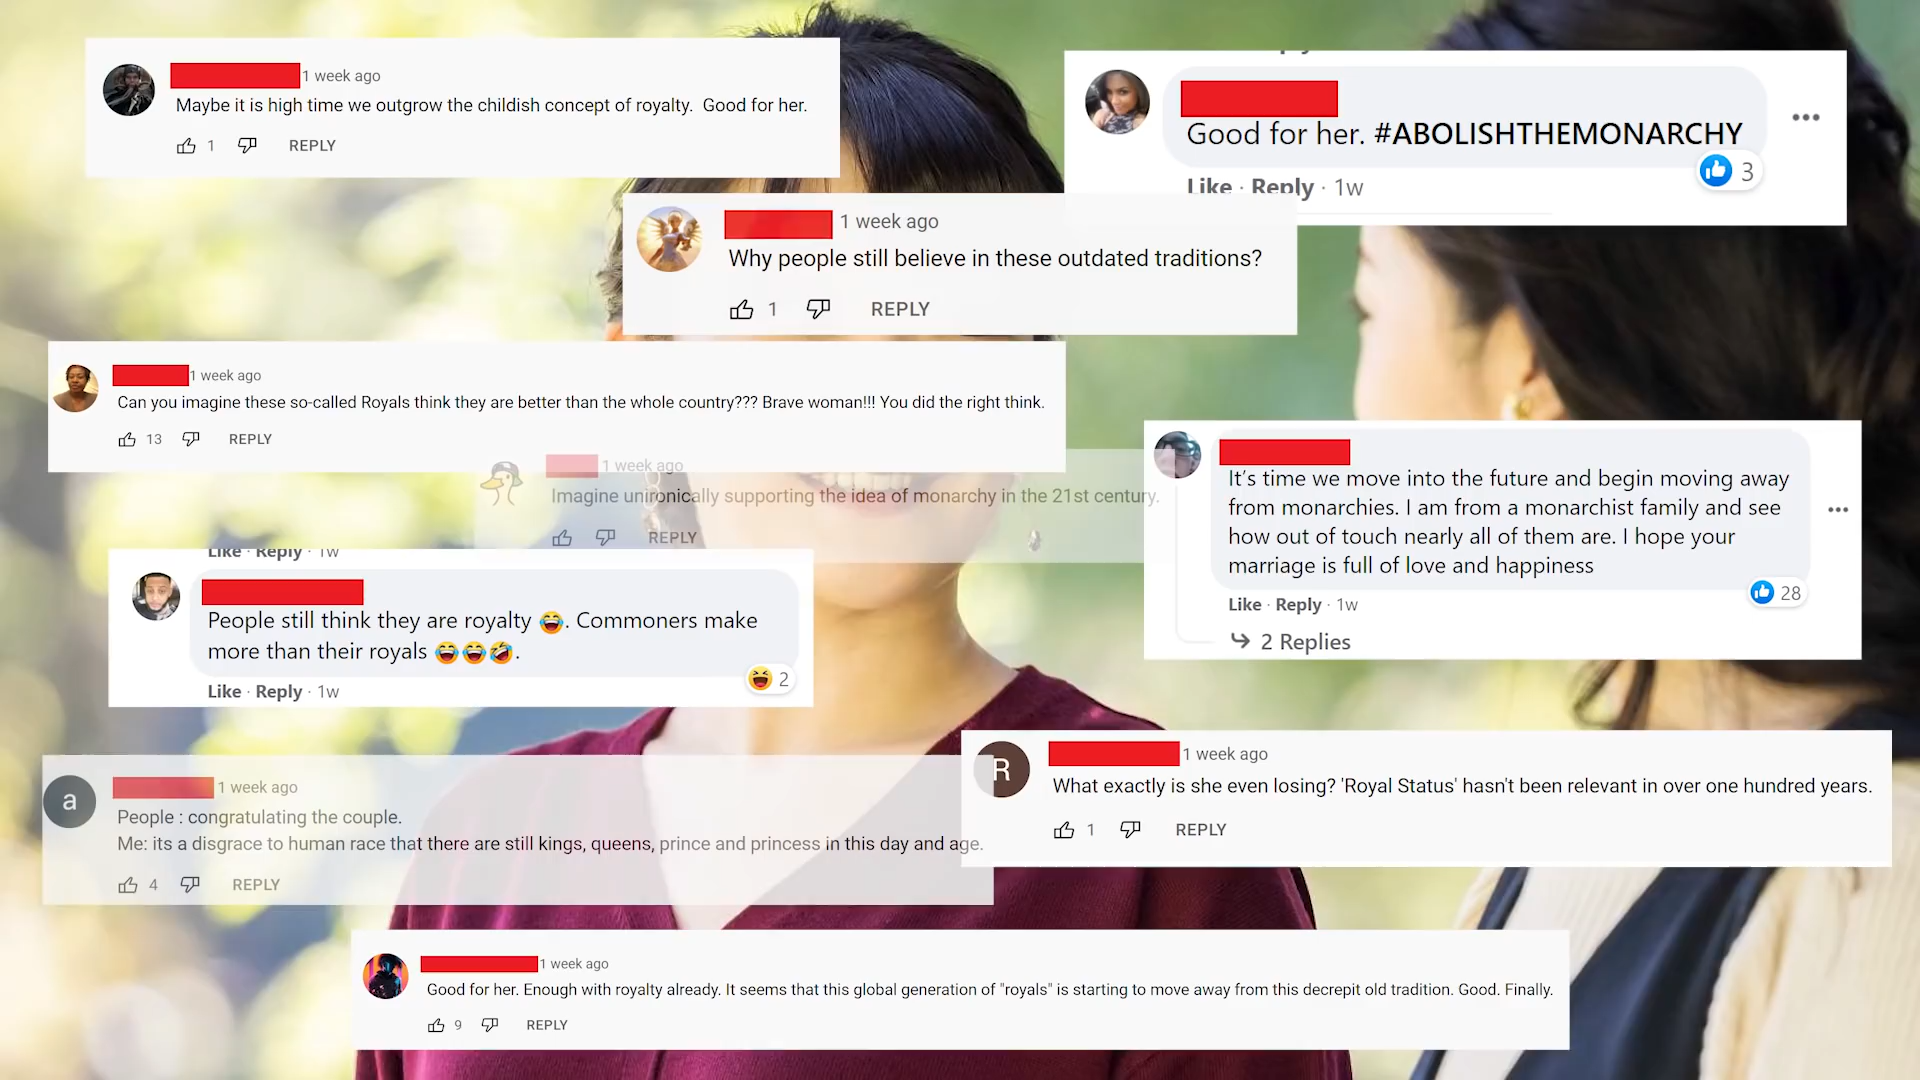 1 week ago
Maybe it is high time we outgrow the childish concept of royalty. Good for her.
1 REPLY
Good for her. #ABOLISHTHEMONARCHY
3
Like · Reply · 1w
1 week ago
Why people still believe in these outdated traditions?
1 REPLY
1 week ago
Can you imagine these so-called Royals think they are better than the whole country??? Brave woman!!! You did the right think.
13 REPLY
1 week ago
Imagine unironically supporting the idea of monarchy in the 21st century.
REPLY
It's time we move into the future and begin moving away
from monarchies. I am from a monarchist family and see
how out of touch nearly all of them are. I hope your
marriage is full of love and happiness
28
Like · Reply · 1w
2 Replies
Like · Reply · 1w
People still think they are royalty 😂. Commoners make
more than their royals 😂😂🤣.
2
Like · Reply · 1w
R
1 week ago
What exactly is she even losing? 'Royal Status' hasn't been relevant in over one hundred years.
1 REPLY
a
1 week ago
People : congratulating the couple.
Me: its a disgrace to human race that there are still kings, queens, prince and princess in this day and age.
4 REPLY
1 week ago
Good for her. Enough with royalty already. It seems that this global generation of "royals" is starting to move away from this decrepit old tradition. Good. Finally.
9 REPLY